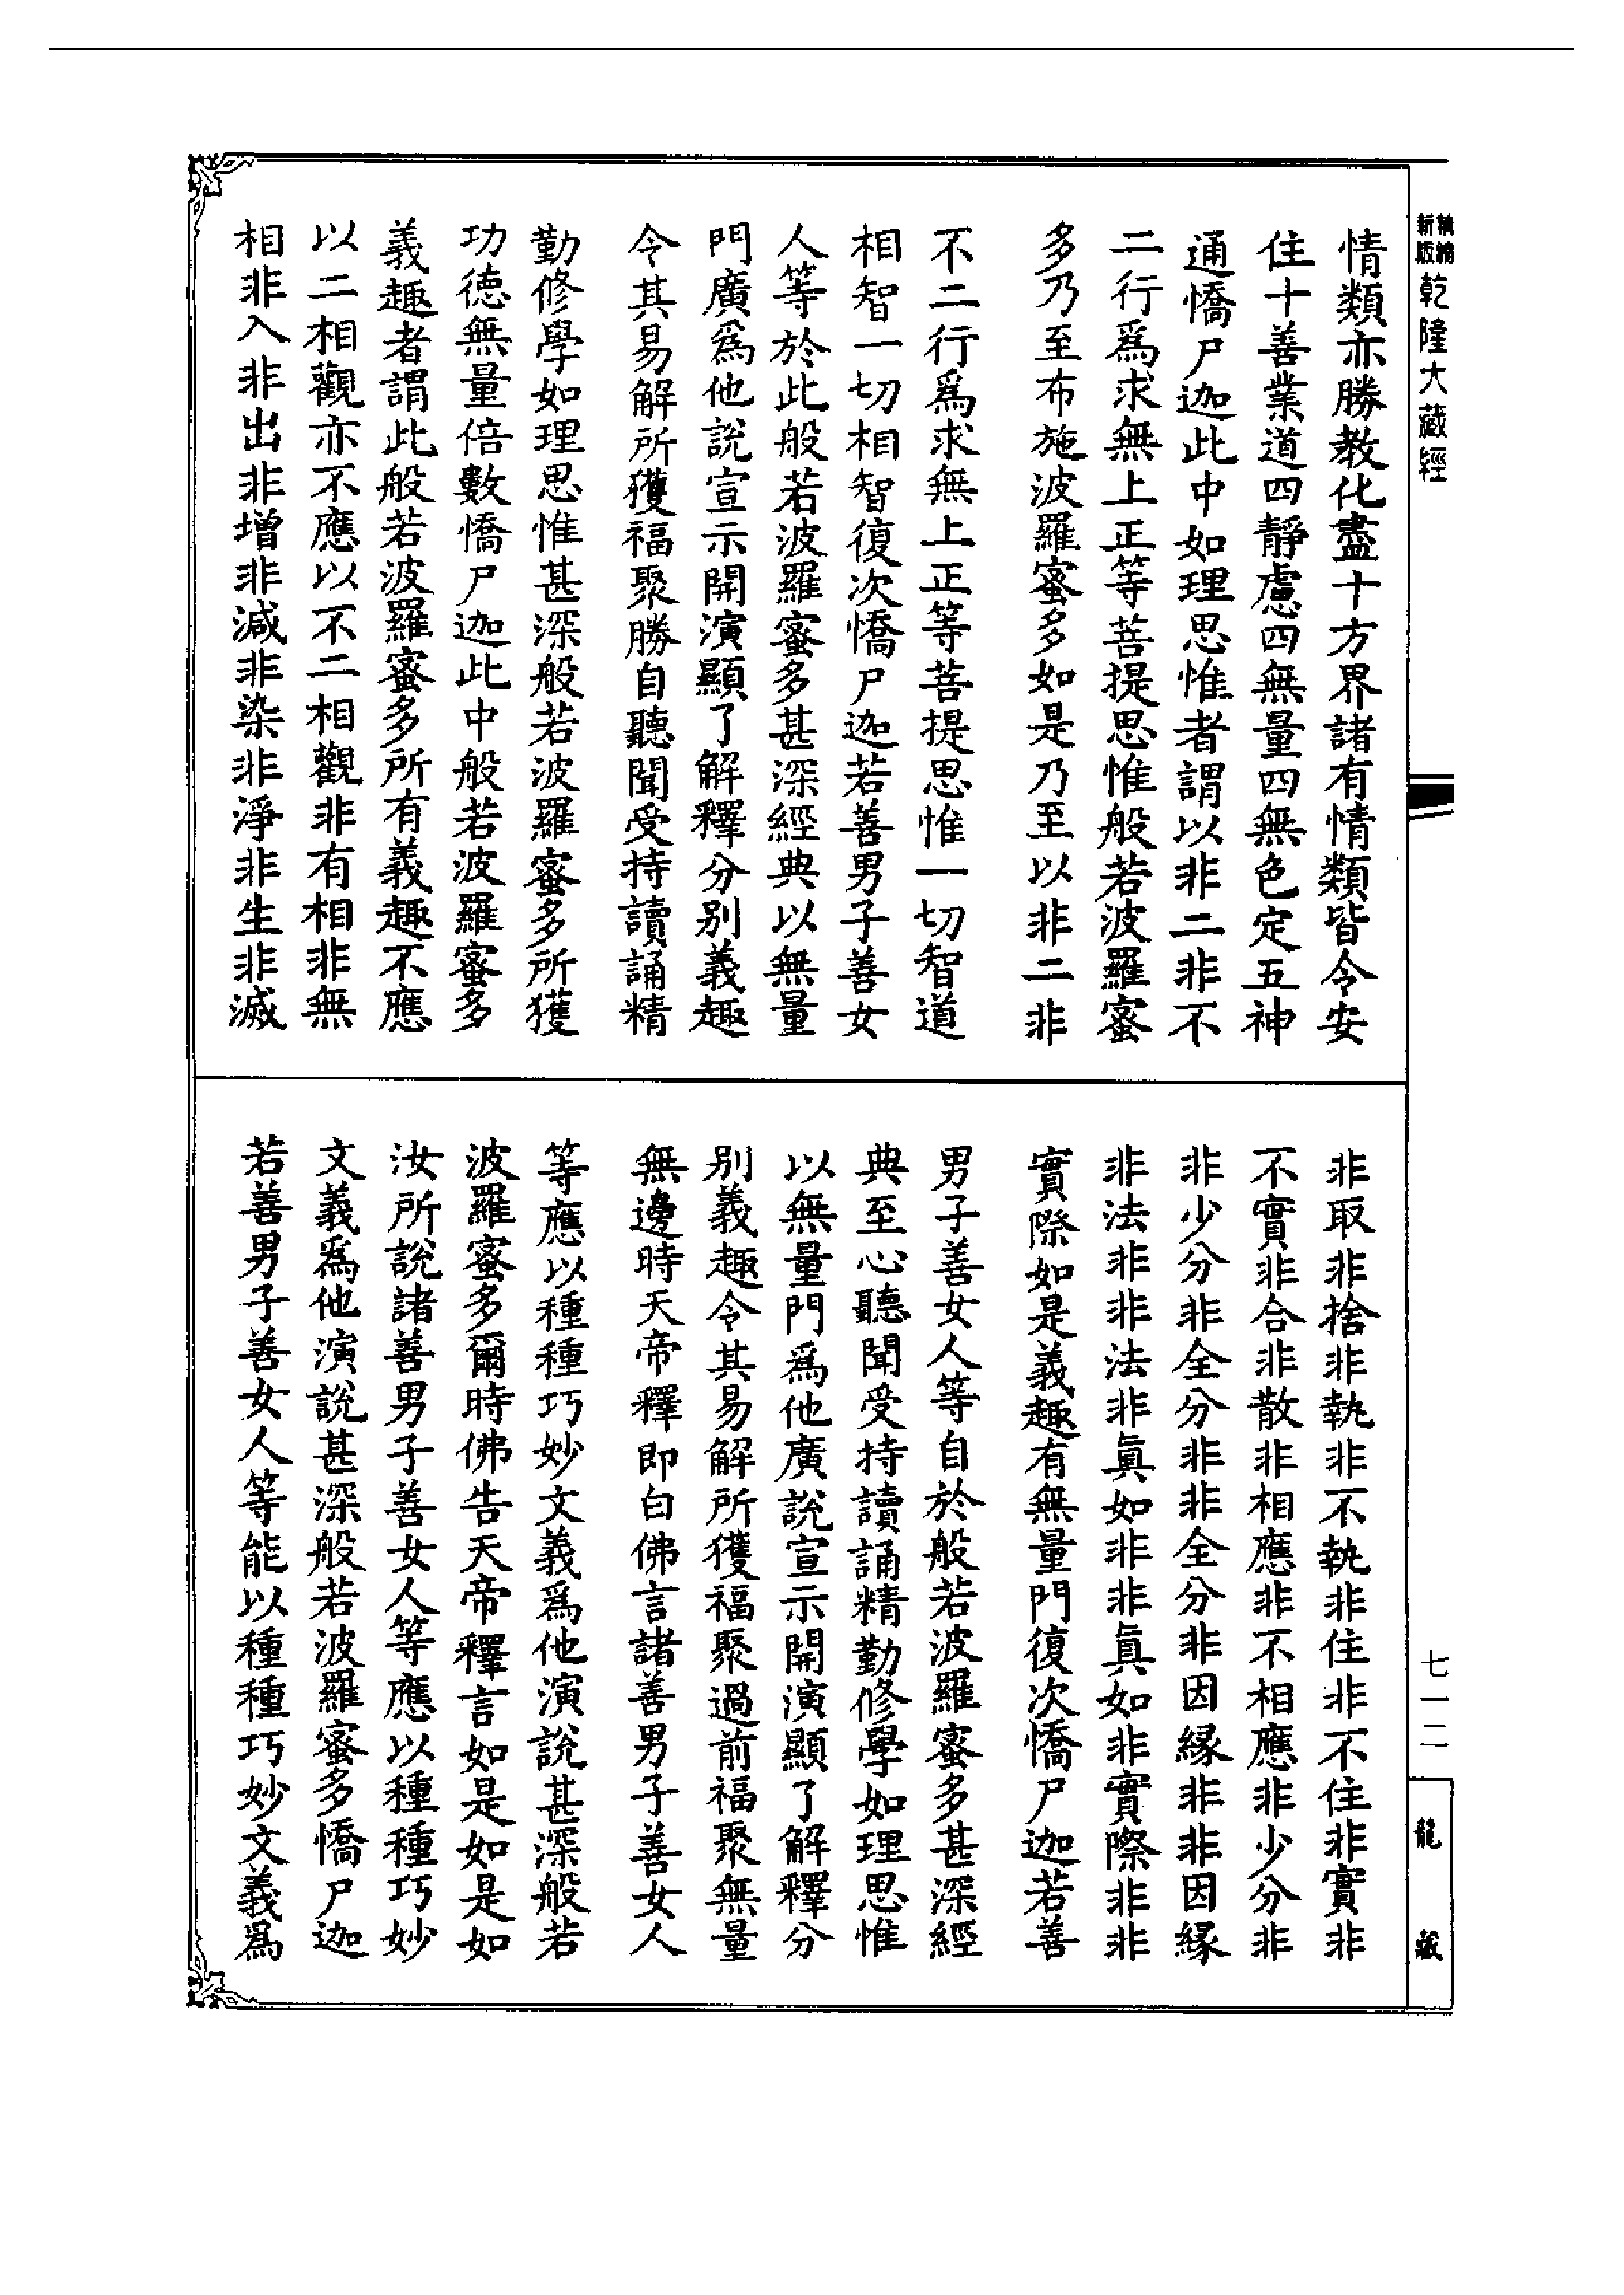 精編新版乾隆大藏經
情類亦勝教化盡十方界諸有情類皆令安
住十善業道四靜慮四無量四無色定五神
通憍尸迦此中如理思惟者謂以非二非不
二行爲求無上正等菩提思惟般若波羅蜜
多乃至布施波羅蜜多如是乃至以非二非
不二行爲求無上正等菩提思惟一切智道
相智一切相智復次憍尸迦若善男子善女
人等於此般若波羅蜜多甚深經典以無量
門廣爲他說宣示開演顯了解釋分別義趣
令其易解所獲福聚勝自聽聞受持讀誦精
勤修學如理思惟甚深般若波羅蜜多所獲
功德無量倍數憍尸迦此中般若波羅蜜多
義趣者謂此般若波羅蜜多所有義趣不應
以二相觀亦不應以不二相觀非有相非無
相非入非出非增非減非染非淨非生非滅
非取非捨非執非不執非住非不住非實非
不實非合非散非相應非不相應非少分非
非少分非全分非非全分非因緣非非因緣
非法非非法非眞如非非眞如非實際非非
實際如是義趣有無量門復次憍尸迦若善
男子善女人等自於般若波羅蜜多甚深經
典至心聽聞受持讀誦精勤修學如理思惟
以無量門爲他廣說宣示開演顯了解釋分
別義趣令其易解所獲福聚過前福聚無量
無邊時天帝釋即白佛言諸善男子善女人
等應以種種巧妙文義爲他演說甚深般若
波羅蜜多爾時佛告天帝釋言如是如是如
汝所說諸善男子善女人等應以種種巧妙
文義爲他演說甚深般若波羅蜜多憍尸迦
若善男子善女人等能以種種巧妙文義爲
七一二
龍藏